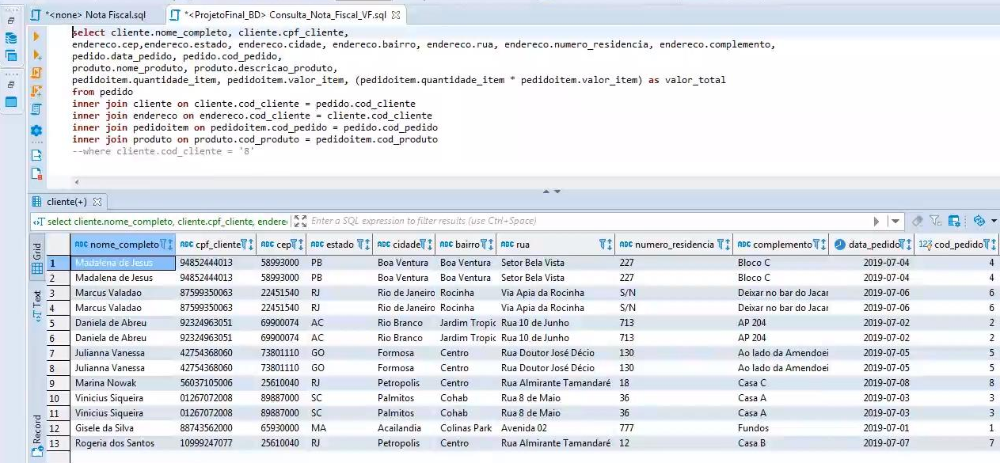 *<none> Nota Fiscal.sql *<ProjetoFinal_BD> Consulta_Nota_Fiscal_VF.sql
select cliente.nome_completo, cliente.cpf_cliente,
endereco.cep,endereco.estado, endereco.cidade, endereco.bairro, endereco.rua, endereco.numero_residencia, endereco.complemento,
pedido.data_pedido, pedido.cod_pedido,
produto.nome_produto, produto.descricao_produto,
pedidoitem.quantidade_item, pedidoitem.valor_item, (pedidoitem.quantidade_item * pedidoitem.valor_item) as valor_total
from pedido
inner join cliente on cliente.cod_cliente = pedido.cod_cliente
inner join endereco on endereco.cod_cliente = cliente.cod_cliente
inner join pedidoitem on pedidoitem.cod_pedido = pedido.cod_pedido
inner join produto on produto.cod_produto = pedidoitem.cod_produto
--where cliente.cod_cliente = '8'
cliente(+)
select cliente.nome_completo, cliente.cpf_cliente, endere Enter a SQL expression to filter results (use Ctrl+Space)
Grid
Text
Record
ABC nome_completo ABC cpf_cliente ABC cep ABC estado ABC cidade ABC bairro ABC rua ABC numero_residencia ABC complemento data_pedido 123 cod_pedido
1 Madalena de Jesus 94852444013 58993000 PB Boa Ventura Boa Ventura Setor Bela Vista 227 Bloco C 2019-07-04 4
2 Madalena de Jesus 94852444013 58993000 PB Boa Ventura Boa Ventura Setor Bela Vista 227 Bloco C 2019-07-04 4
3 Marcus Valadao 87599350063 22451540 RJ Rio de Janeiro Rocinha Via Apia da Rocinha S/N Deixar no bar do Jacar 2019-07-06 6
4 Marcus Valadao 87599350063 22451540 RJ Rio de Janeiro Rocinha Via Apia da Rocinha S/N Deixar no bar do Jacar 2019-07-06 6
5 Daniela de Abreu 92324963051 69900074 AC Rio Branco Jardim Tropic Rua 10 de Junho 713 AP 204 2019-07-02 2
6 Daniela de Abreu 92324963051 69900074 AC Rio Branco Jardim Tropic Rua 10 de Junho 713 AP 204 2019-07-02 2
7 Julianna Vanessa 42754368060 73801110 GO Formosa Centro Rua Doutor José Décio 130 Ao lado da Amendoei 2019-07-05 5
8 Julianna Vanessa 42754368060 73801110 GO Formosa Centro Rua Doutor José Décio 130 Ao lado da Amendoei 2019-07-05 5
9 Marina Nowak 56037105006 25610040 RJ Petropolis Centro Rua Almirante Tamandaré 18 Casa C 2019-07-08 8
10 Vinicius Siqueira 01267072008 89887000 SC Palmitos Cohab Rua 8 de Maio 36 Casa A 2019-07-03 3
11 Vinicius Siqueira 01267072008 89887000 SC Palmitos Cohab Rua 8 de Maio 36 Casa A 2019-07-03 3
12 Gisele da Silva 88743562000 65930000 MA Acailandia Colinas Park Avenida 02 777 Fundos 2019-07-01 1
13 Rogeria dos Santos 10999247077 25610040 RJ Petropolis Centro Rua Almirante Tamandaré 12 Casa B 2019-07-07 7